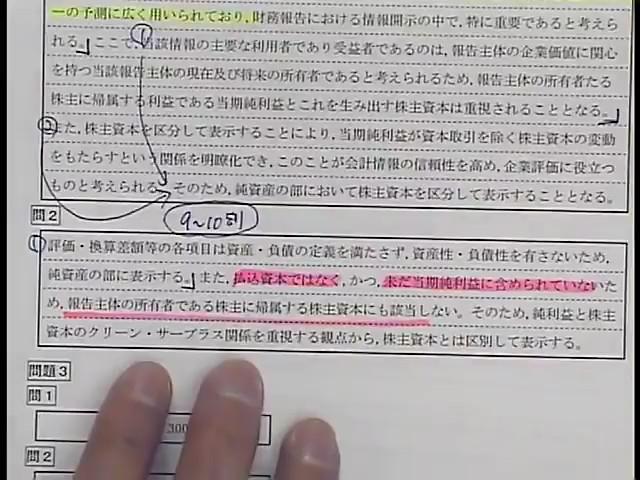 ーの予測に広く用いられており，財務報告における情報開示の中で，特に重要であると考えら
れる。」ここで，当該情報の主要な利用者であり受益者であるのは，報告主体の企業価値に関心
①
を持つ当該報告主体の現在及び将来の所有者であると考えられるため，報告主体の所有者たる
株主に帰属する利益である当期純利益とこれを生み出す株主資本は重視されることとなる。」
②また，株主資本を区分して表示することにより，当期純利益が資本取引を除く株主資本の変動
をもたらすという関係を明瞭化でき，このことが会計情報の信頼性を高め，企業評価に役立つ
ものと考えられる。そのため，純資産の部において株主資本を区分して表示することとなる。
問２
9~10割
①評価・換算差額等の各項目は資産・負債の定義を満たさず，資産性・負債性を有さないため，
純資産の部に表示する。」また，払込資本ではなく，かつ，未だ当期純利益に含められていないた
め，報告主体の所有者である株主に帰属する株主資本にも該当しない。そのため，純利益と株主
資本のクリーン・サープラス関係を重視する観点から，株主資本とは区別して表示する。
問題３
問１
300
問２